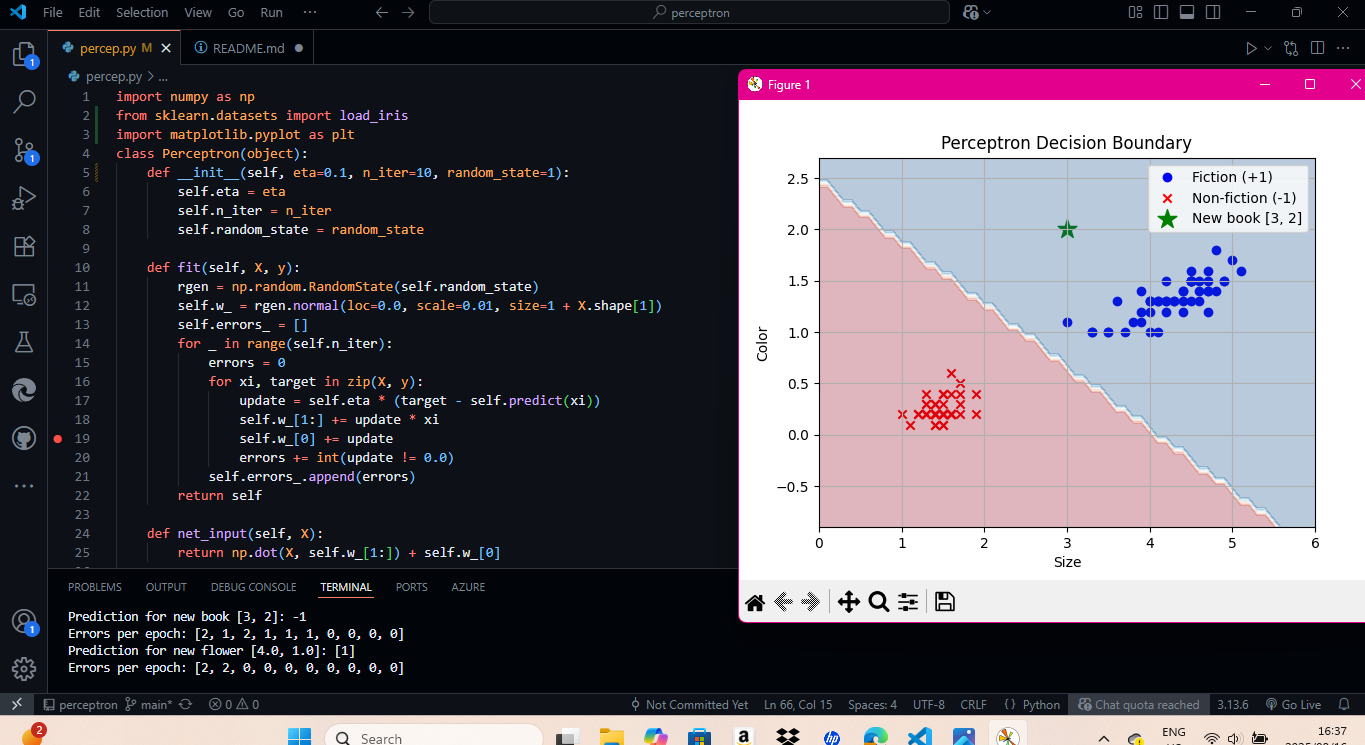 File Edit Selection View Go Run ··· perceptron
percep.py M README.md
percep.py > ...
1 import numpy as np
2 from sklearn.datasets import load_iris
3 import matplotlib.pyplot as plt
4 class Perceptron(object):
5 def __init__(self, eta=0.1, n_iter=10, random_state=1):
6 self.eta = eta
7 self.n_iter = n_iter
8 self.random_state = random_state
9
10 def fit(self, X, y):
11 rgen = np.random.RandomState(self.random_state)
12 self.w_ = rgen.normal(loc=0.0, scale=0.01, size=1 + X.shape[1])
13 self.errors_ = []
14 for _ in range(self.n_iter):
15 errors = 0
16 for xi, target in zip(X, y):
17 update = self.eta * (target - self.predict(xi))
18 self.w_[1:] += update * xi
19 self.w_[0] += update
20 errors += int(update != 0.0)
21 self.errors_.append(errors)
22 return self
23
24 def net_input(self, X):
25 return np.dot(X, self.w_[1:]) + self.w_[0]
Figure 1
Perceptron Decision Boundary
Fiction (+1)
Non-fiction (-1)
New book [3, 2]
2.5
2.0
1.5
1.0
0.5
0.0
−0.5
Color
0 1 2 3 4 5 6
Size
PROBLEMS OUTPUT DEBUG CONSOLE TERMINAL PORTS AZURE
Prediction for new book [3, 2]: -1
Errors per epoch: [2, 1, 2, 1, 1, 1, 0, 0, 0, 0]
Prediction for new flower [4.0, 1.0]: [1]
Errors per epoch: [2, 2, 0, 0, 0, 0, 0, 0, 0, 0]
1
1
1
perceptron main* 0 0 Not Committed Yet Ln 66, Col 15 Spaces: 4 UTF-8 CRLF {} Python Chat quota reached 3.13.6 Go Live
2 Search ENG 16:37